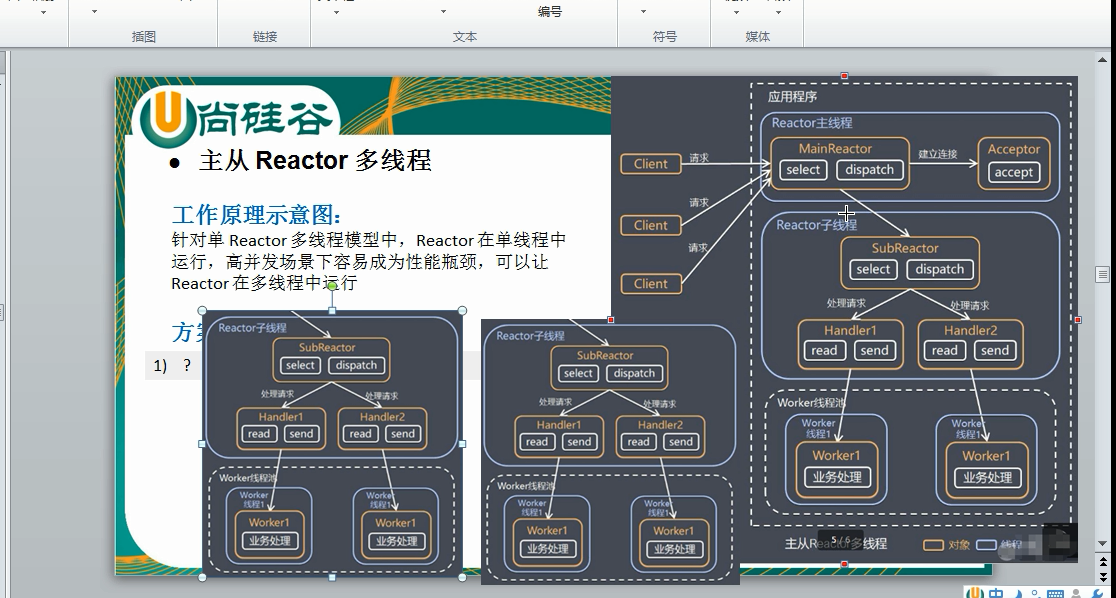 编号
插图
链接
文本
符号
媒体
尚硅谷
● 主从 Reactor 多线程
工作原理示意图：
针对单 Reactor 多线程模型中，Reactor 在单线程中
运行，高并发场景下容易成为性能瓶颈，可以让
Reactor 在多线程中运行
方
1) ?
Reactor子线程
SubReactor
select dispatch
处理请求 处理请求
Handler1 Handler2
read send read send
Worker线程池
Worker 线程1
Worker 线程1
Worker1 Worker1
业务处理 业务处理
Reactor子线程
SubReactor
select dispatch
处理请求 处理请求
Handler1 Handler2
read send read send
Worker线程池
Worker 线程1
Worker 线程1
Worker1 Worker1
业务处理 业务处理
应用程序
Reactor主线程
Client 请求
MainReactor
select dispatch
建立连接
Acceptor
accept
Client 请求
Client 请求
Reactor子线程
SubReactor
select dispatch
处理请求 处理请求
Handler1 Handler2
read send read send
Worker线程池
Worker 线程1
Worker 线程1
Worker1 Worker1
业务处理 业务处理
5 / 6
主从Reactor多线程
对象 线程
中